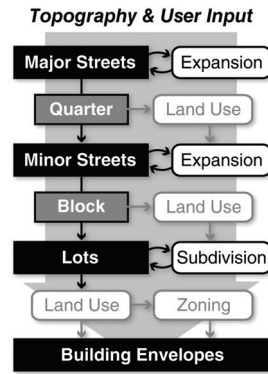 Topography & User Input
Major Streets Expansion
Quarter Land Use
Minor Streets Expansion
Block Land Use
Lots Subdivision
Land Use Zoning
Building Envelopes